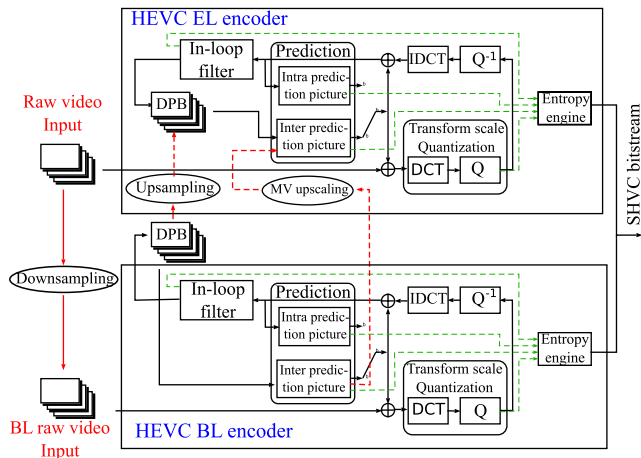 HEVC EL encoder
In-loop
filter
Prediction
Intra predic-
tion picture
Inter predic-
tion picture
b
b
IDCT
Q-1
Entropy
engine
Transform scale
Quantization
DCT
Q
DPB
Raw video
Input
Upsampling
MV upscaling
SHVC bitstream
DPB
Downsampling
In-loop
filter
Prediction
Intra predic-
tion picture
Inter predic-
tion picture
b
b
IDCT
Q-1
Entropy
engine
Transform scale
Quantization
DCT
Q
BL raw video
Input
HEVC BL encoder